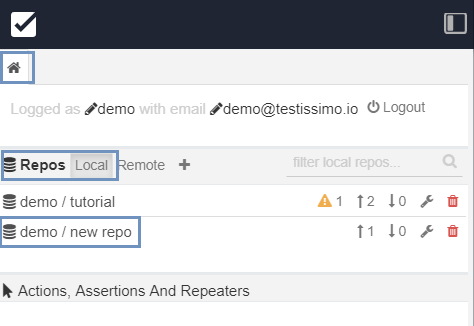 Logged as demo with email demo@testissimo.io Logout
Repos Local Remote filter local repos...
demo / tutorial 1 2 0
demo / new repo 1 0
Actions, Assertions And Repeaters